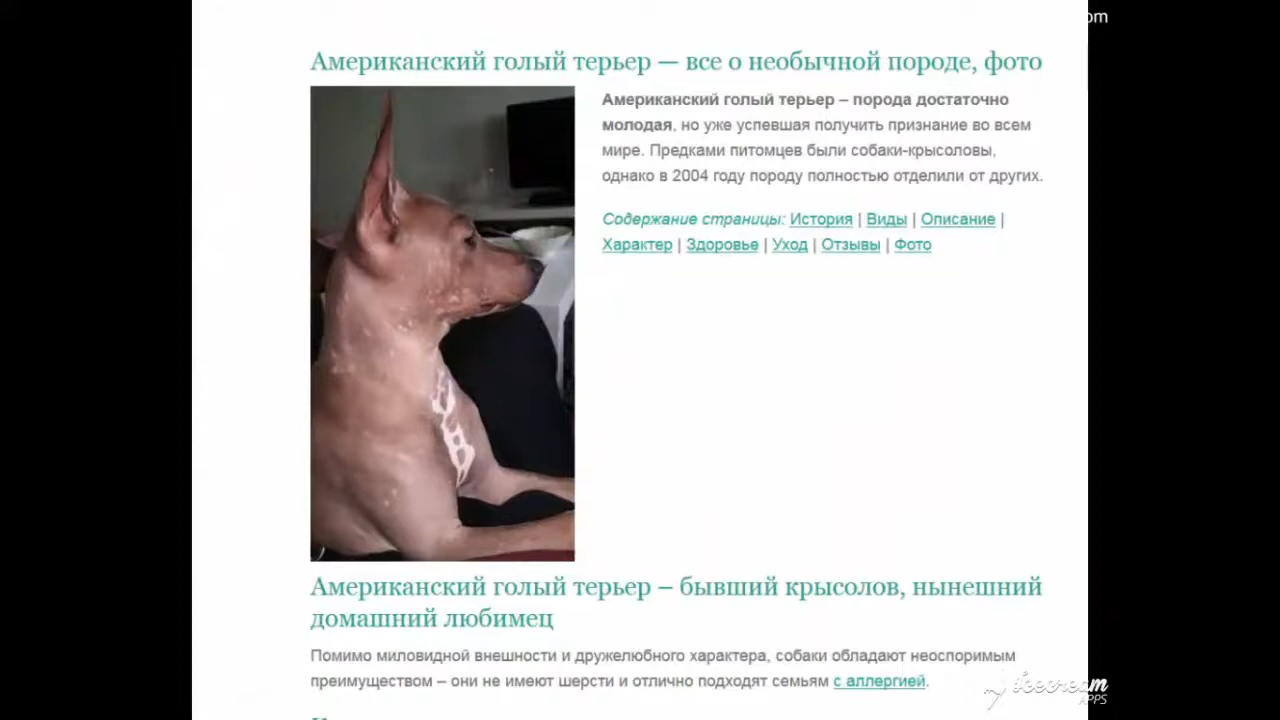 om
Американский голый терьер — все о необычной породе, фото
Американский голый терьер – порода достаточно
молодая, но уже успевшая получить признание во всем
мире. Предками питомцев были собаки-крысоловы,
однако в 2004 году породу полностью отделили от других.
Содержание страницы: История | Виды | Описание |
Характер | Здоровье | Уход | Отзывы | Фото
Американский голый терьер – бывший крысолов, нынешний
домашний любимец
Помимо миловидной внешности и дружелюбного характера, собаки обладают неоспоримым
преимуществом – они не имеют шерсти и отлично подходят семьям с аллергией.
icecream
APPS